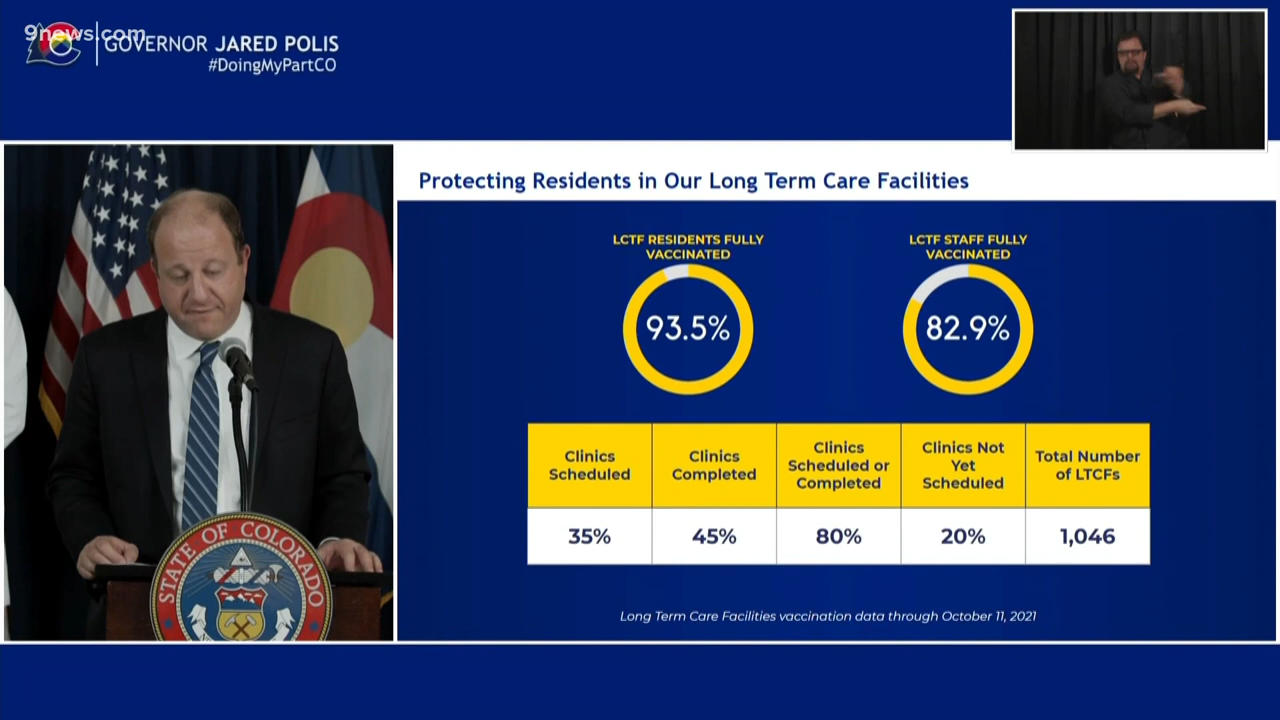 9news.com
GOVERNOR JARED POLIS
#DoingMyPartCO
Protecting Residents in Our Long Term Care Facilities
LCTF RESIDENTS FULLY
VACCINATED
93.5%
LCTF STAFF FULLY
VACCINATED
82.9%
Clinics
Scheduled
Clinics
Completed
Clinics
Scheduled or
Completed
Clinics Not
Yet
Scheduled
Total Number
of LTCFs
35%
45%
80%
20%
1,046
Long Term Care Facilities vaccination data through October 11, 2021
STATE OF COLORADO